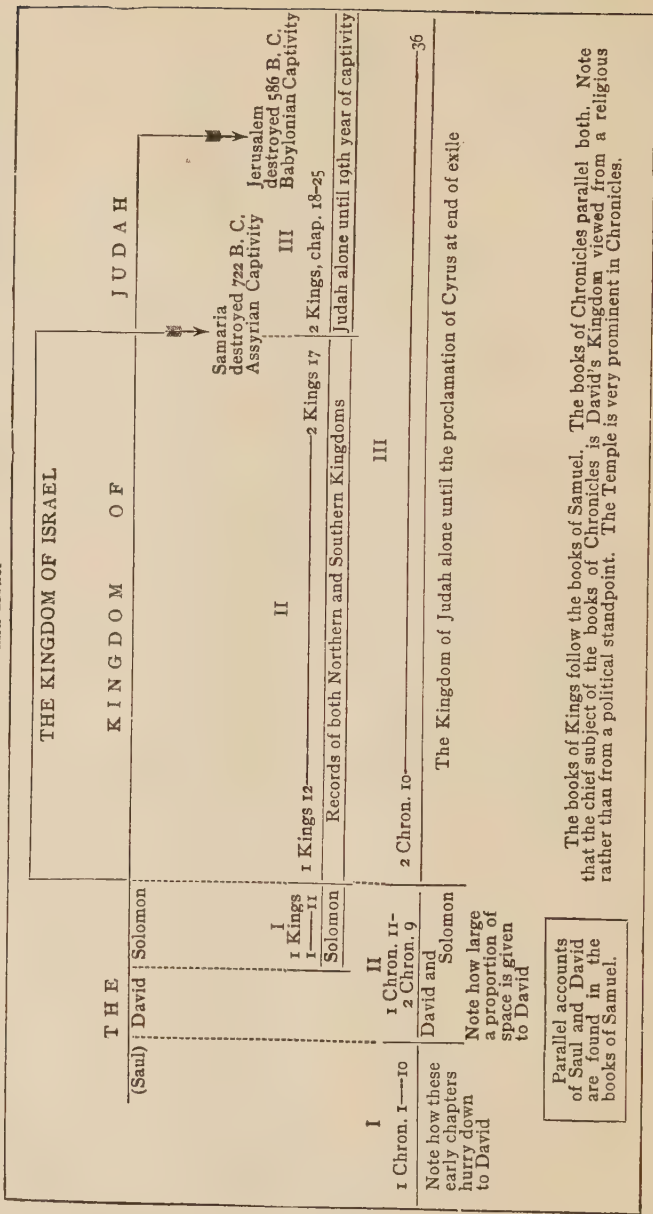 THE KINGDOM OF ISRAEL
THE KINGDOM OF JUDAH
(Saul) David Solomon
Samaria
destroyed 722 B. C.
Assyrian Captivity
Jerusalem
destroyed 586 B. C.
Babylonian Captivity
I
1 Kings
1—11
Solomon
II
1 Kings 12—2 Kings 17
Records of both Northern and Southern Kingdoms
III
2 Kings, chap. 18-25
Judah alone until 19th year of captivity
I
1 Chron. 1—10
Note how these
early chapters
hurry down
to David
II
1 Chron. 11-
2 Chron. 9
David and
Solomon
Note how large
a proportion of
space is given
to David
III
2 Chron. 10—36
The Kingdom of Judah alone until the proclamation of Cyrus at end of exile
Parallel accounts
of Saul and David
are found in the
books of Samuel.
The books of Kings follow the books of Samuel. The books of Chronicles parallel both. Note
that the chief subject of the books of Chronicles is David's Kingdom viewed from a religious
rather than from a political standpoint. The Temple is very prominent in Chronicles.